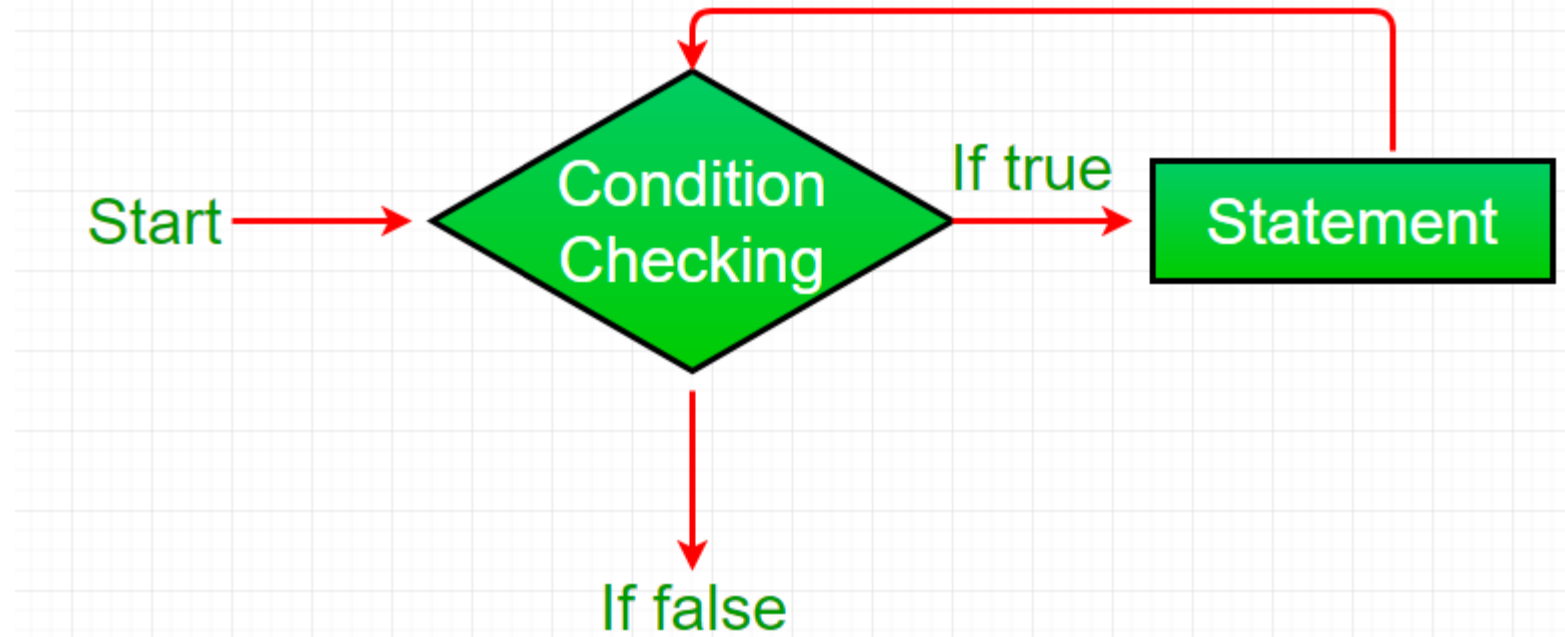 Start
Condition
Checking
If true
Statement
If false